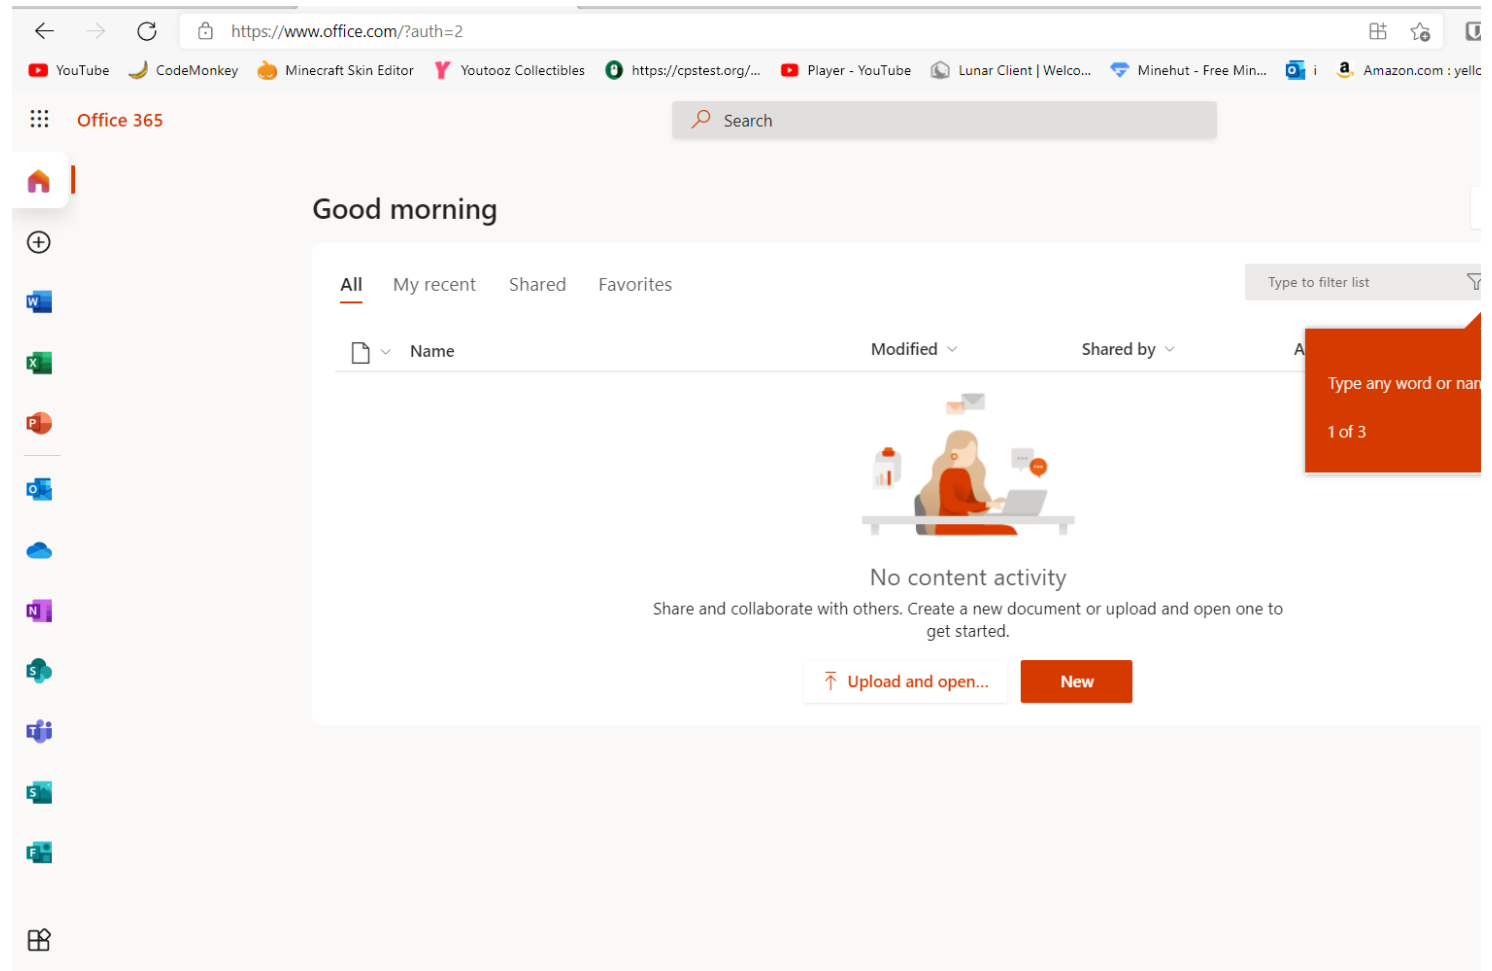 https://www.office.com/?auth=2
YouTube CodeMonkey Minecraft Skin Editor Youtooz Collectibles https://cpstest.org/... Player - YouTube Lunar Client | Welco... Minehut - Free Min... i Amazon.com : yello
Office 365 Search
Good morning
All My recent Shared Favorites Type to filter list
Name Modified Shared by A
Type any word or nam
1 of 3
No content activity
Share and collaborate with others. Create a new document or upload and open one to
get started.
Upload and open... New